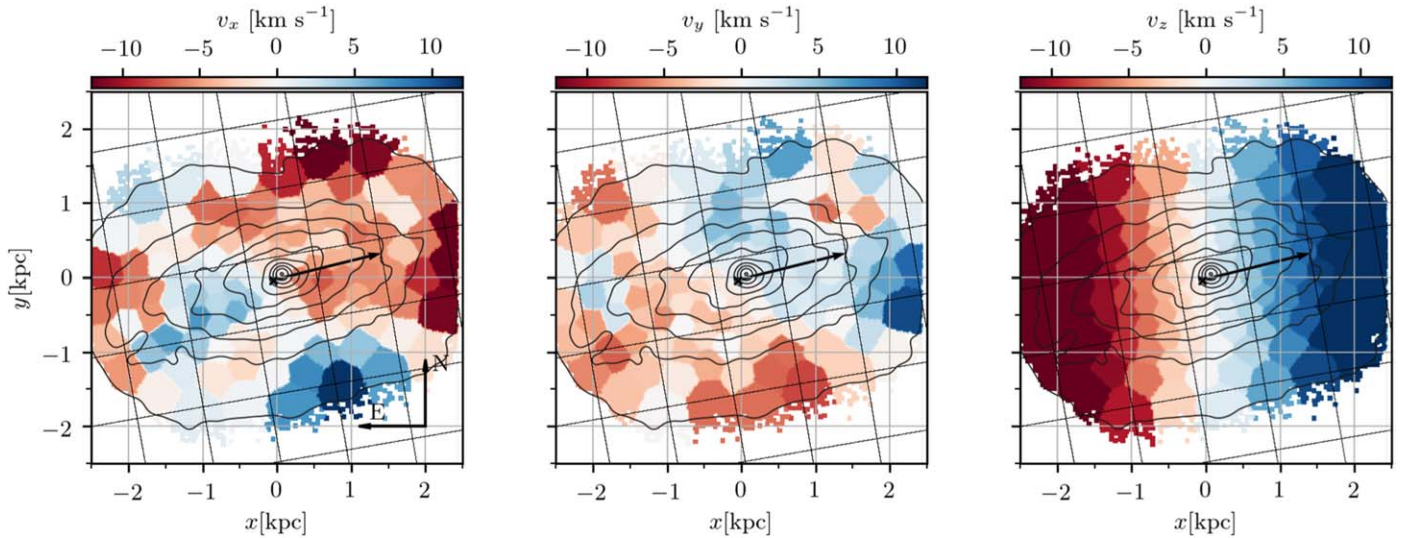 v_x [km s⁻¹] v_y [km s⁻¹] v_z [km s⁻¹]
−10 −5 0 5 10 −10 −5 0 5 10 −10 −5 0 5 10
2
1
0
−1
−2
y[kpc]
N
E
−2 −1 0 1 2 −2 −1 0 1 2 −2 −1 0 1 2
x[kpc] x[kpc] x[kpc]